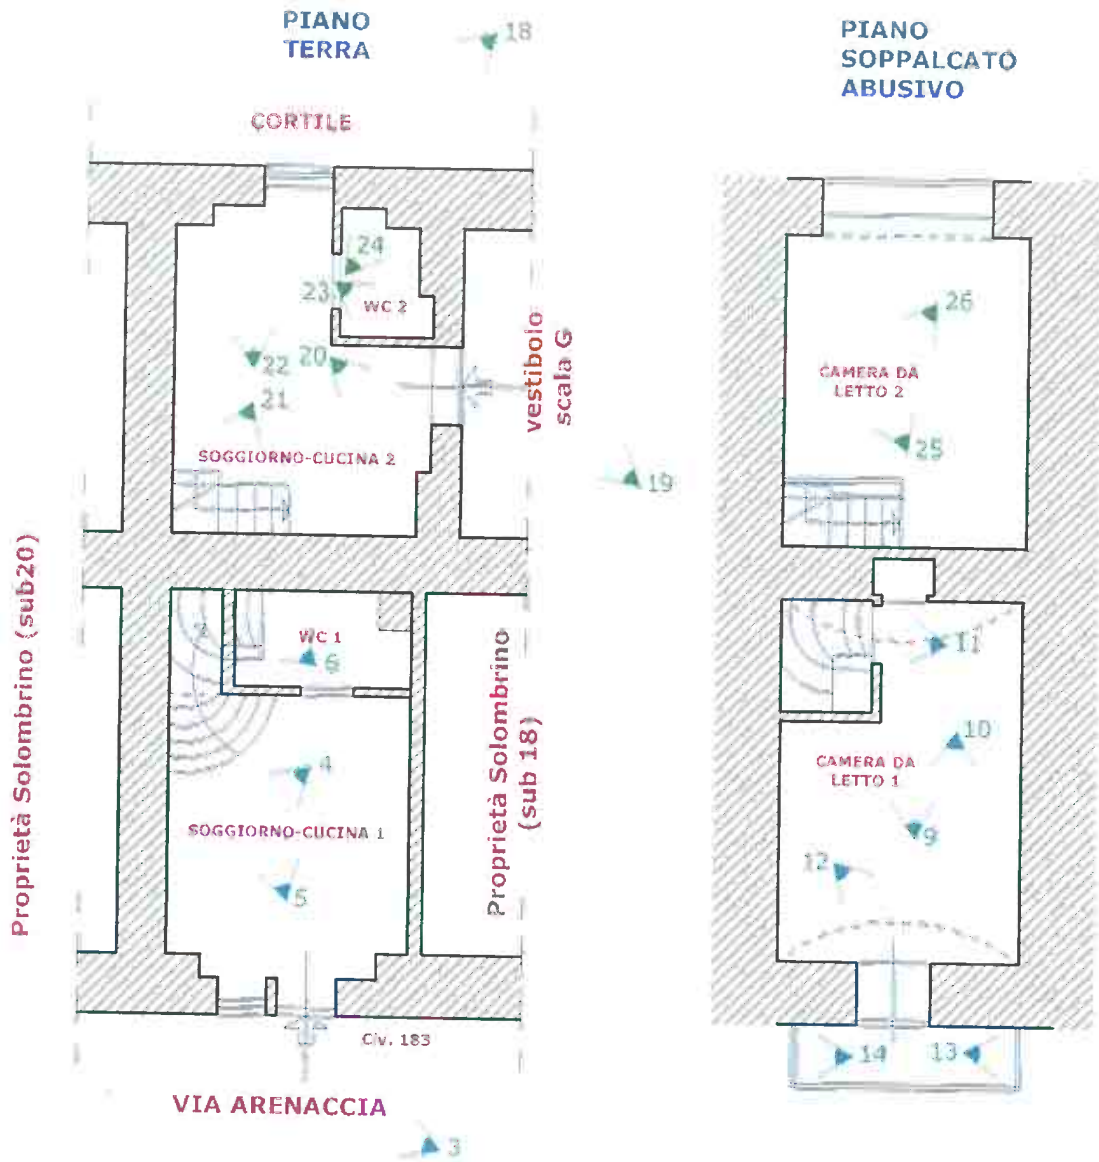 PIANO
TERRA
18
PIANO
SOPPALCATO
ABUSIVO
CORTILE
24
23
WC 2
22
20
21
SOGGIORNO-CUCINA 2
vestibolo
scala G
19
26
CAMERA DA
LETTO 2
25
Proprietà Solombrino (sub20)
WC 1
6
4
SOGGIORNO-CUCINA 1
5
Proprietà Solombrino
(sub 18)
11
10
CAMERA DA
LETTO 1
9
12
Civ. 183
14
13
VIA ARENACCIA
3